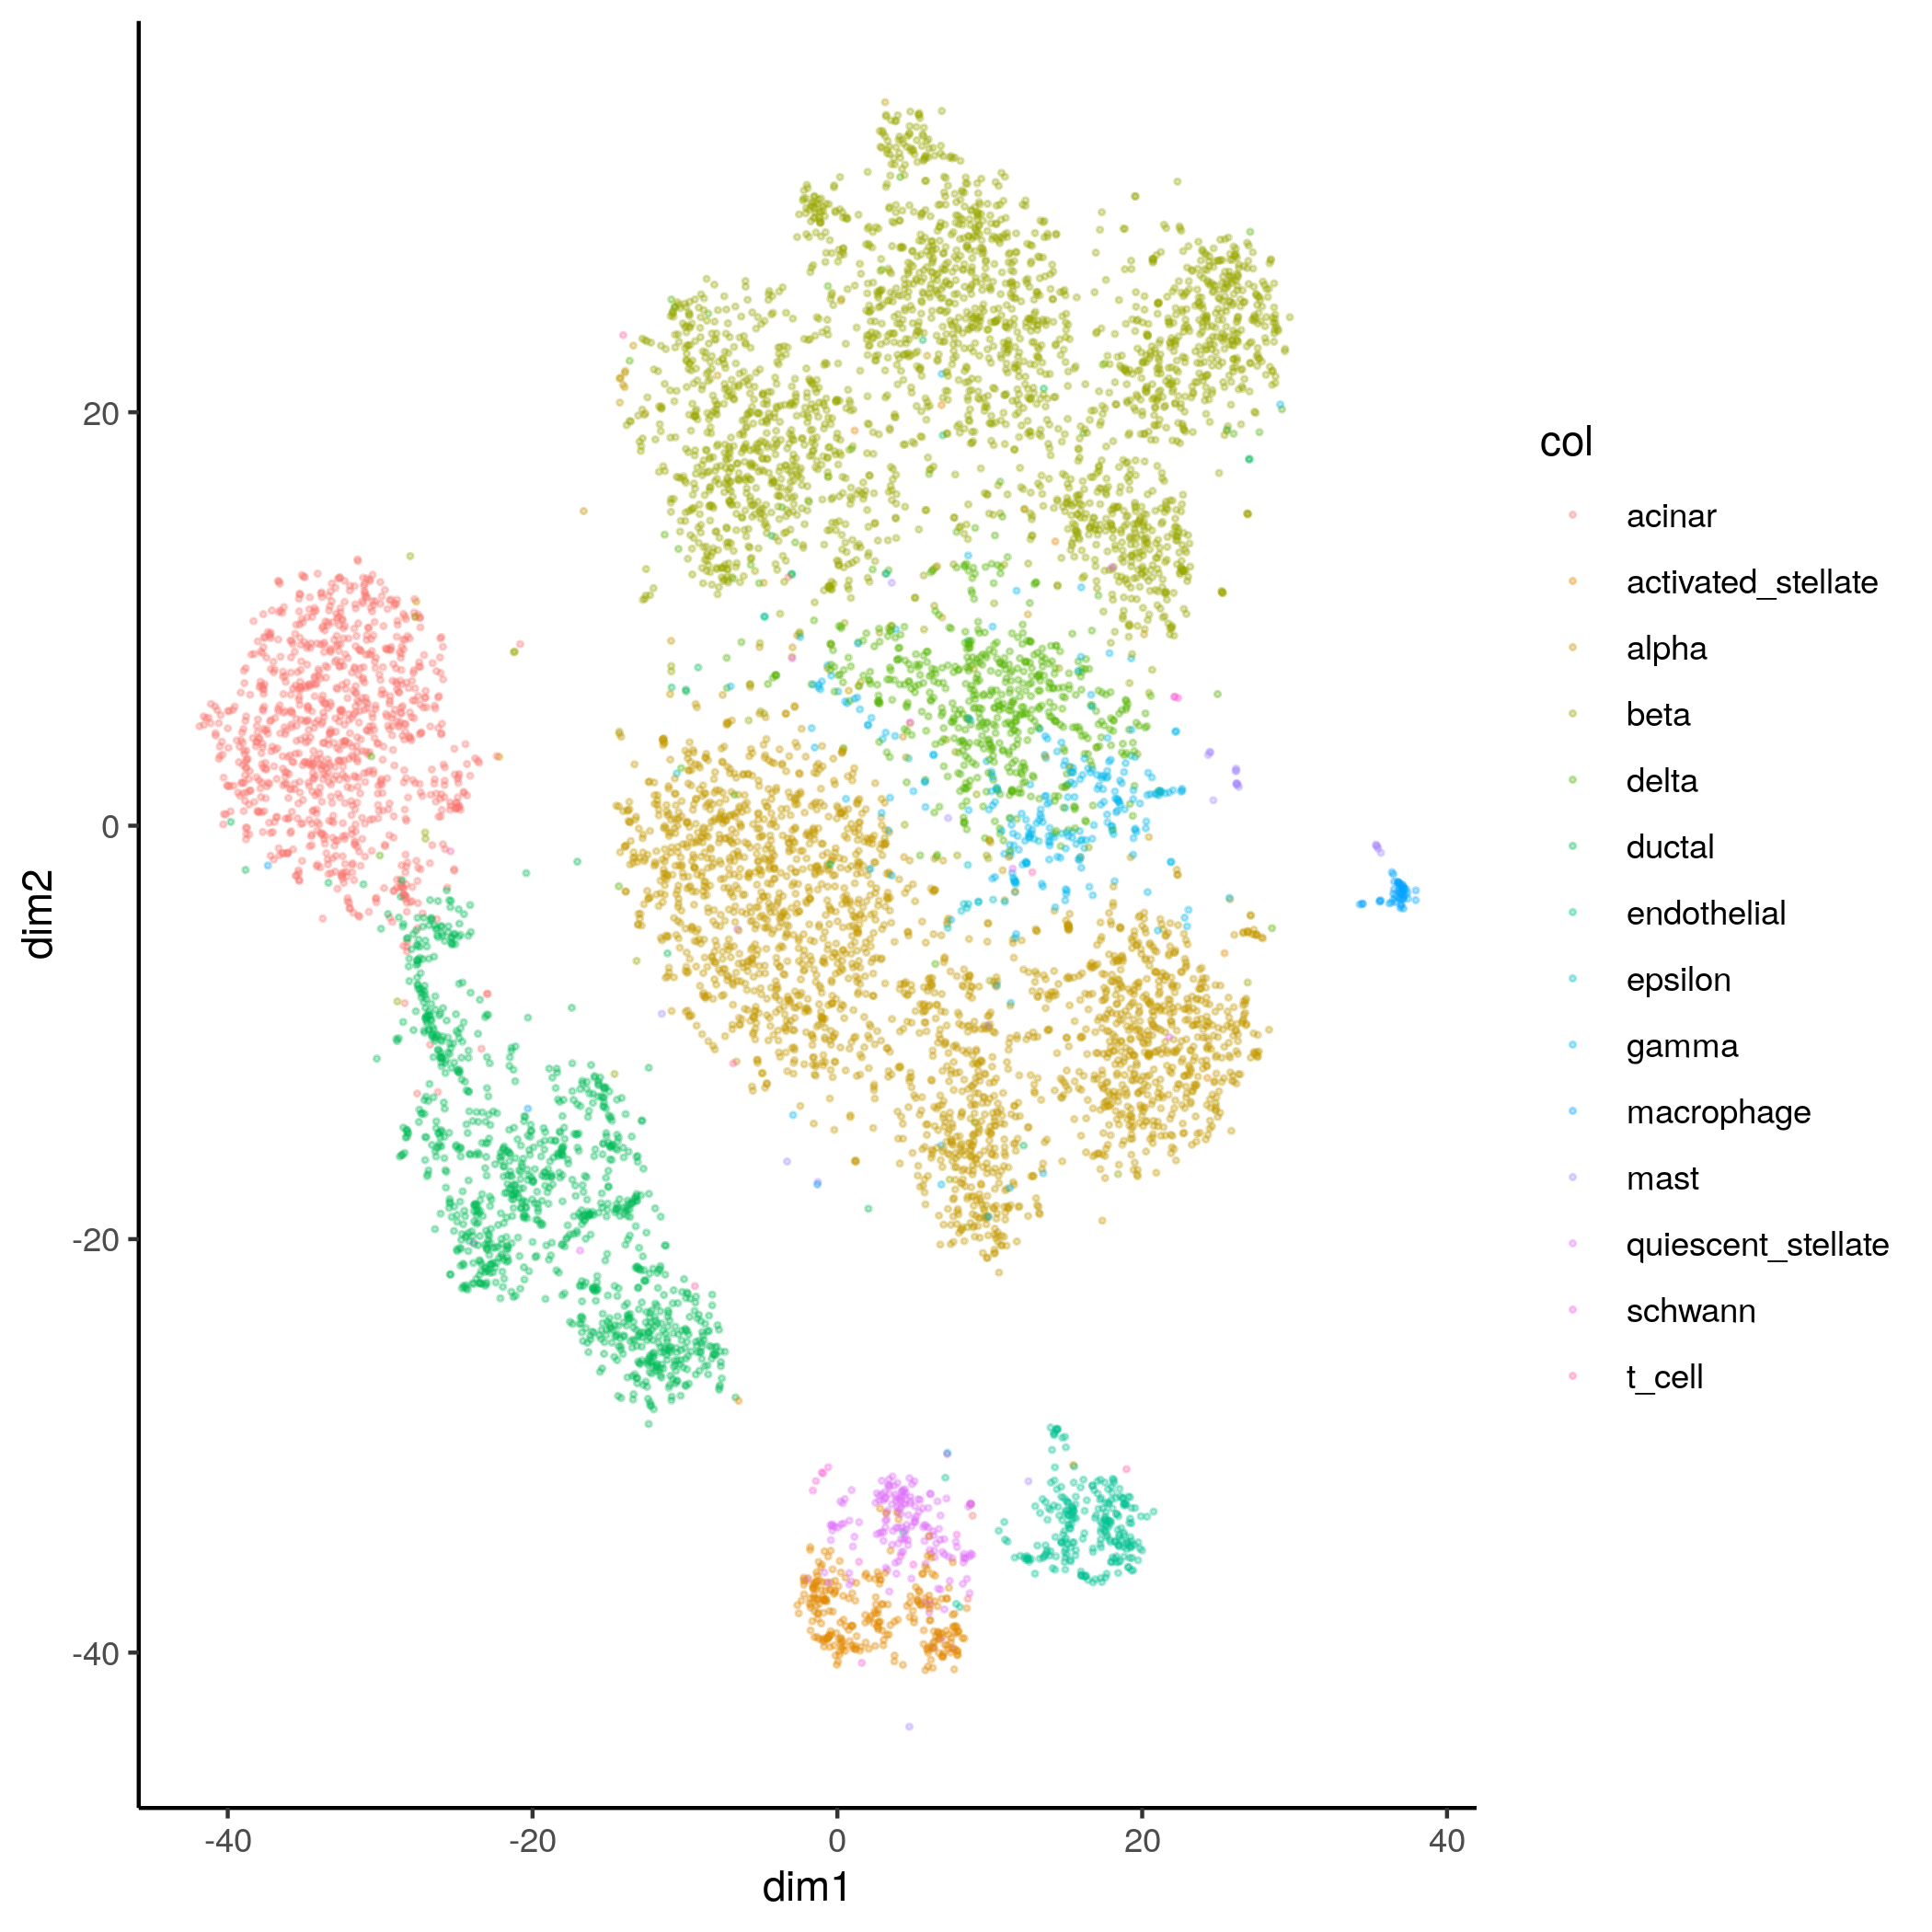 20
0
-20
-40
dim2
-40
-20
0
20
40
dim1
col
acinar
activated_stellate
alpha
beta
delta
ductal
endothelial
epsilon
gamma
macrophage
mast
quiescent_stellate
schwann
t_cell